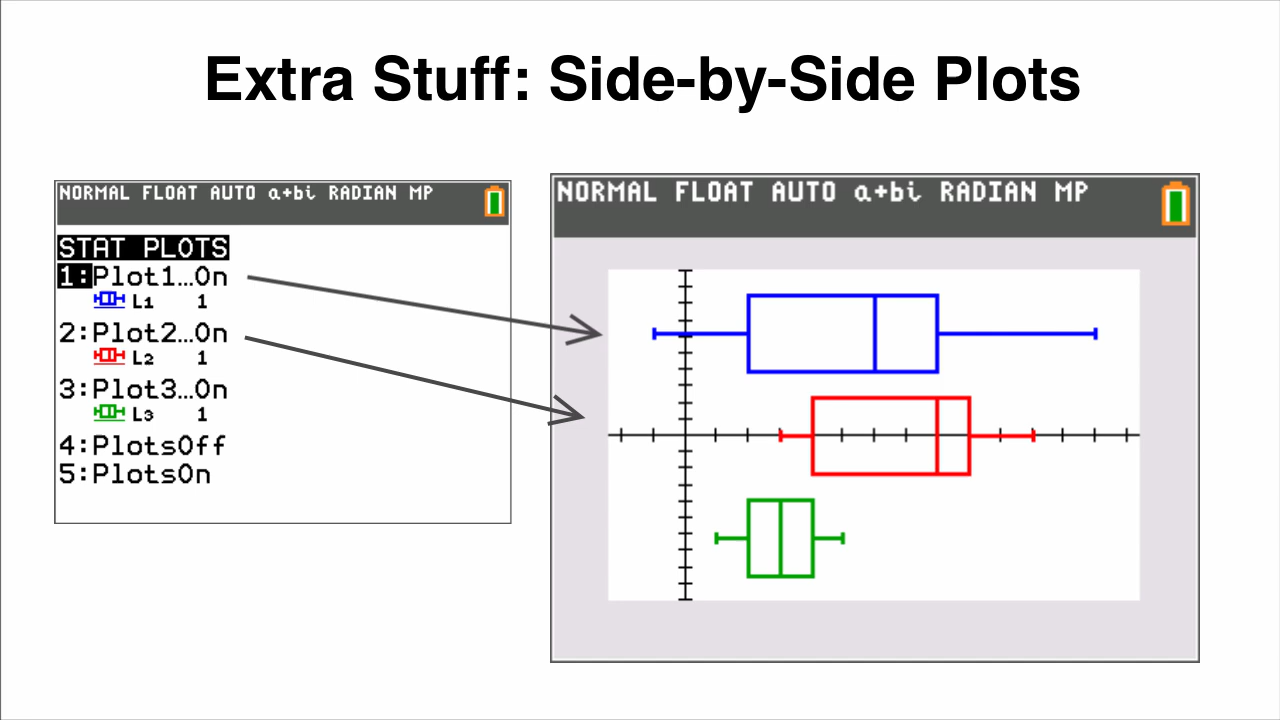 Extra Stuff: Side-by-Side Plots
NORMAL FLOAT AUTO a+bi RADIAN MP
STAT PLOTS
1:Plot1…On
L1 1
2:Plot2…On
L2 1
3:Plot3…On
L3 1
4:PlotsOff
5:PlotsOn
NORMAL FLOAT AUTO a+bi RADIAN MP